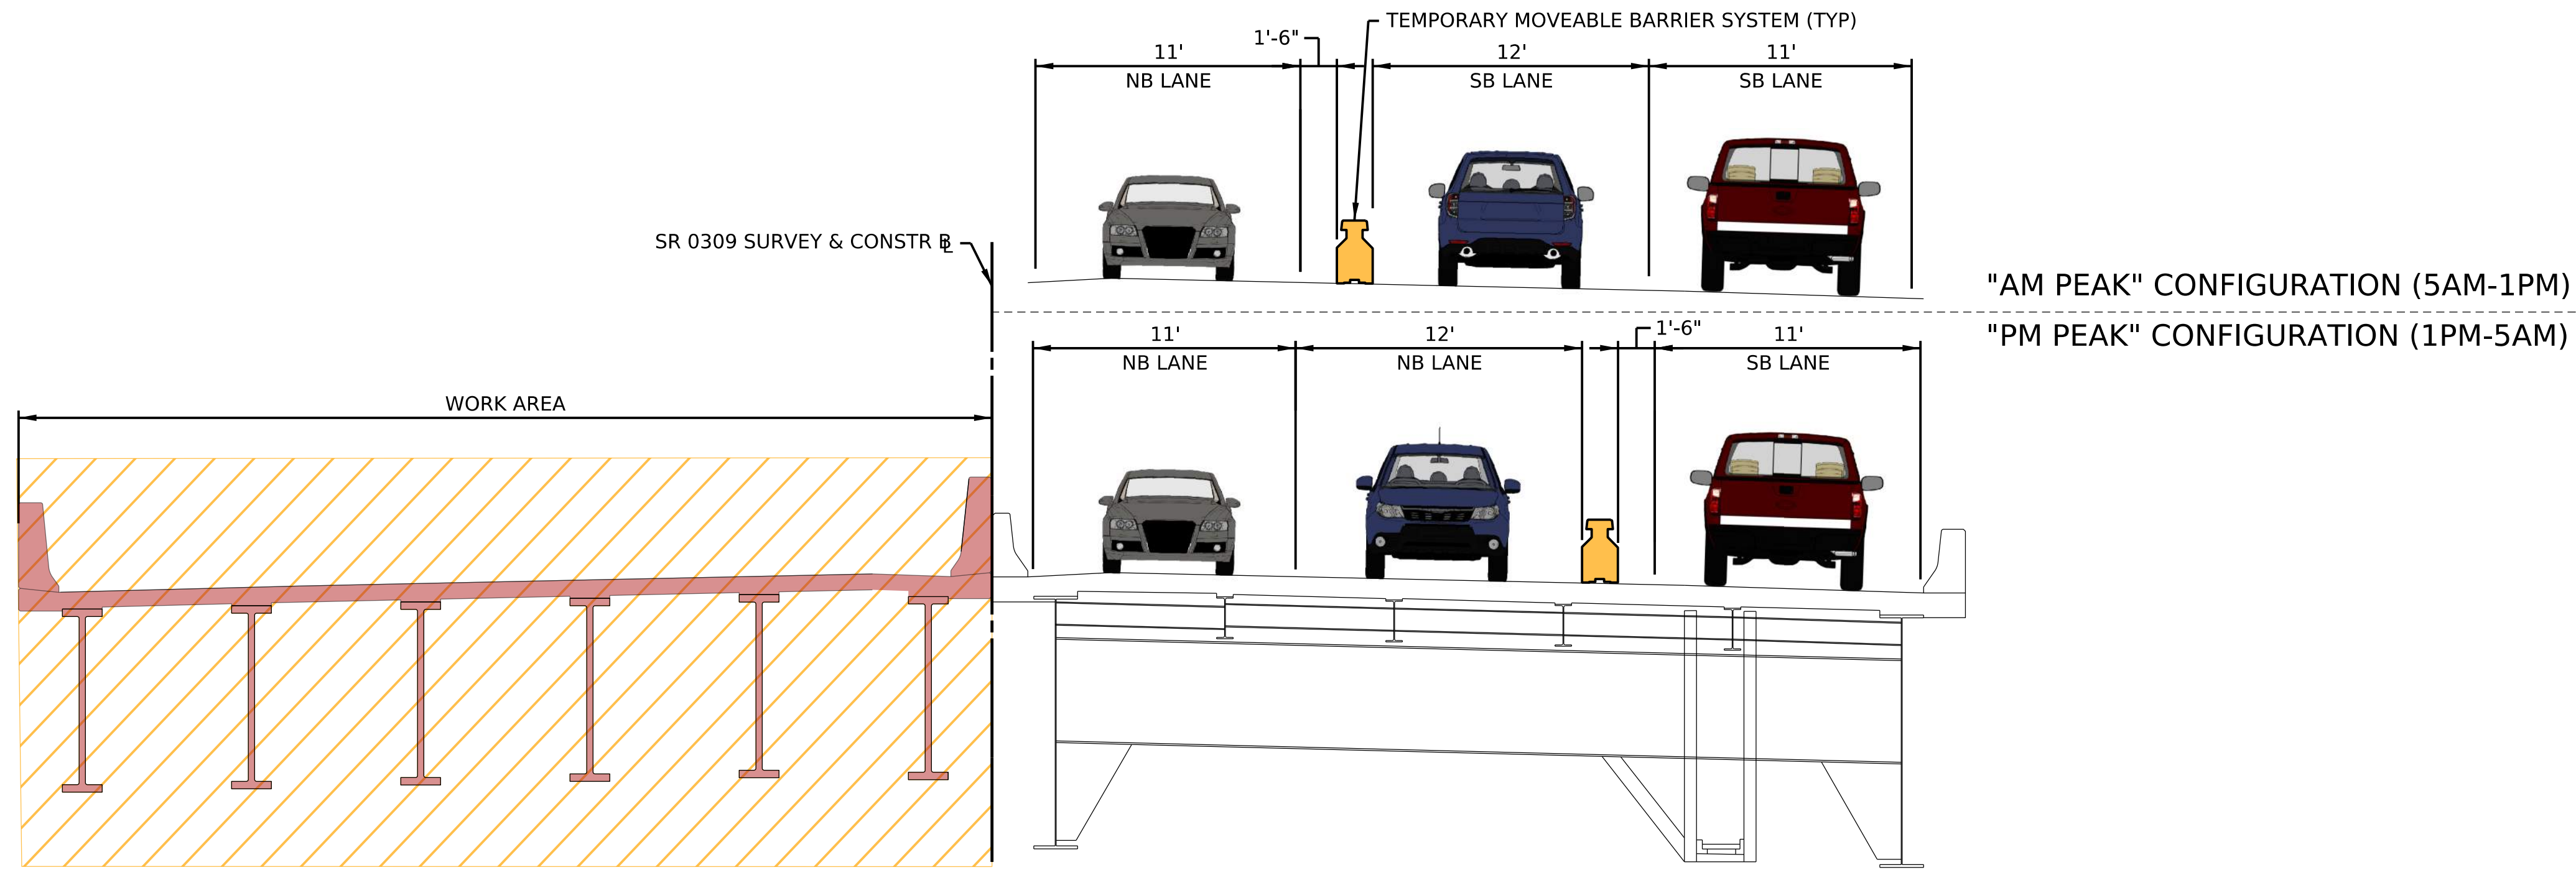 TEMPORARY MOVEABLE BARRIER SYSTEM (TYP)
1'-6"
11'
12'
11'
NB LANE
SB LANE
SB LANE
SR 0309 SURVEY & CONSTR BL
"AM PEAK" CONFIGURATION (5AM-1PM)
"PM PEAK" CONFIGURATION (1PM-5AM)
11'
12'
1'-6"
11'
NB LANE
NB LANE
SB LANE
WORK AREA